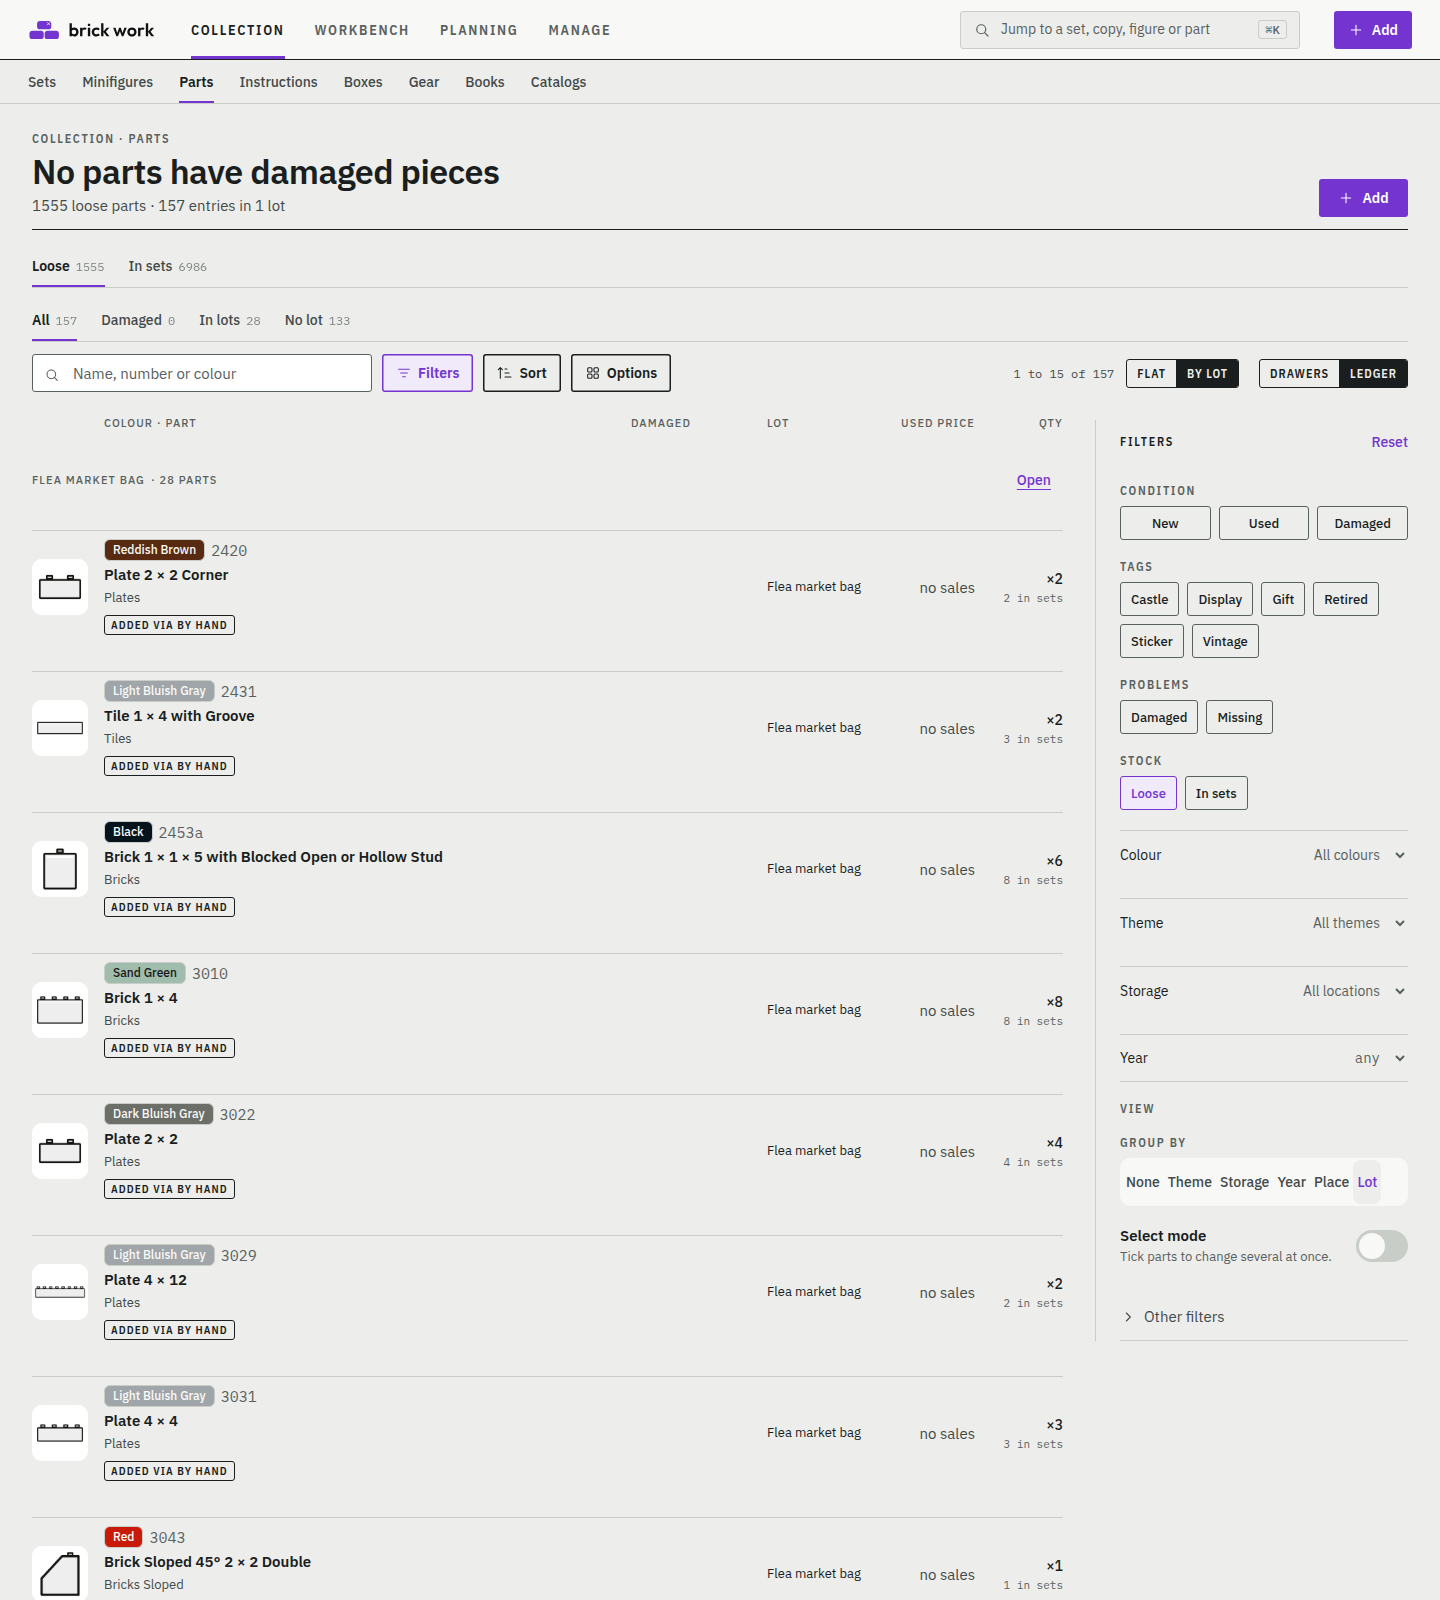 brick work
COLLECTION WORKBENCH PLANNING MANAGE
Jump to a set, copy, figure or part ⌘K
+ Add
Sets Minifigures Parts Instructions Boxes Gear Books Catalogs
COLLECTION · PARTS
No parts have damaged pieces
1555 loose parts · 157 entries in 1 lot
+ Add
Loose 1555 In sets 6986
All 157 Damaged 0 In lots 28 No lot 133
Name, number or colour Filters Sort Options
1 to 15 of 157 FLAT BY LOT DRAWERS LEDGER
COLOUR · PART DAMAGED LOT USED PRICE QTY
FLEA MARKET BAG · 28 PARTS Open
Reddish Brown 2420
Plate 2 × 2 Corner
Plates
ADDED VIA BY HAND
Flea market bag no sales ×2
2 in sets
Light Bluish Gray 2431
Tile 1 × 4 with Groove
Tiles
ADDED VIA BY HAND
Flea market bag no sales ×2
3 in sets
Black 2453a
Brick 1 × 1 × 5 with Blocked Open or Hollow Stud
Bricks
ADDED VIA BY HAND
Flea market bag no sales ×6
8 in sets
Sand Green 3010
Brick 1 × 4
Bricks
ADDED VIA BY HAND
Flea market bag no sales ×8
8 in sets
Dark Bluish Gray 3022
Plate 2 × 2
Plates
ADDED VIA BY HAND
Flea market bag no sales ×4
4 in sets
Light Bluish Gray 3029
Plate 4 × 12
Plates
ADDED VIA BY HAND
Flea market bag no sales ×2
2 in sets
Light Bluish Gray 3031
Plate 4 × 4
Plates
ADDED VIA BY HAND
Flea market bag no sales ×3
3 in sets
Red 3043
Brick Sloped 45° 2 × 2 Double
Bricks Sloped
Flea market bag no sales ×1
1 in sets
FILTERS Reset
CONDITION
New Used Damaged
TAGS
Castle Display Gift Retired
Sticker Vintage
PROBLEMS
Damaged Missing
STOCK
Loose In sets
Colour All colours
Theme All themes
Storage All locations
Year any
VIEW
GROUP BY
None Theme Storage Year Place Lot
Select mode
Tick parts to change several at once.
Other filters